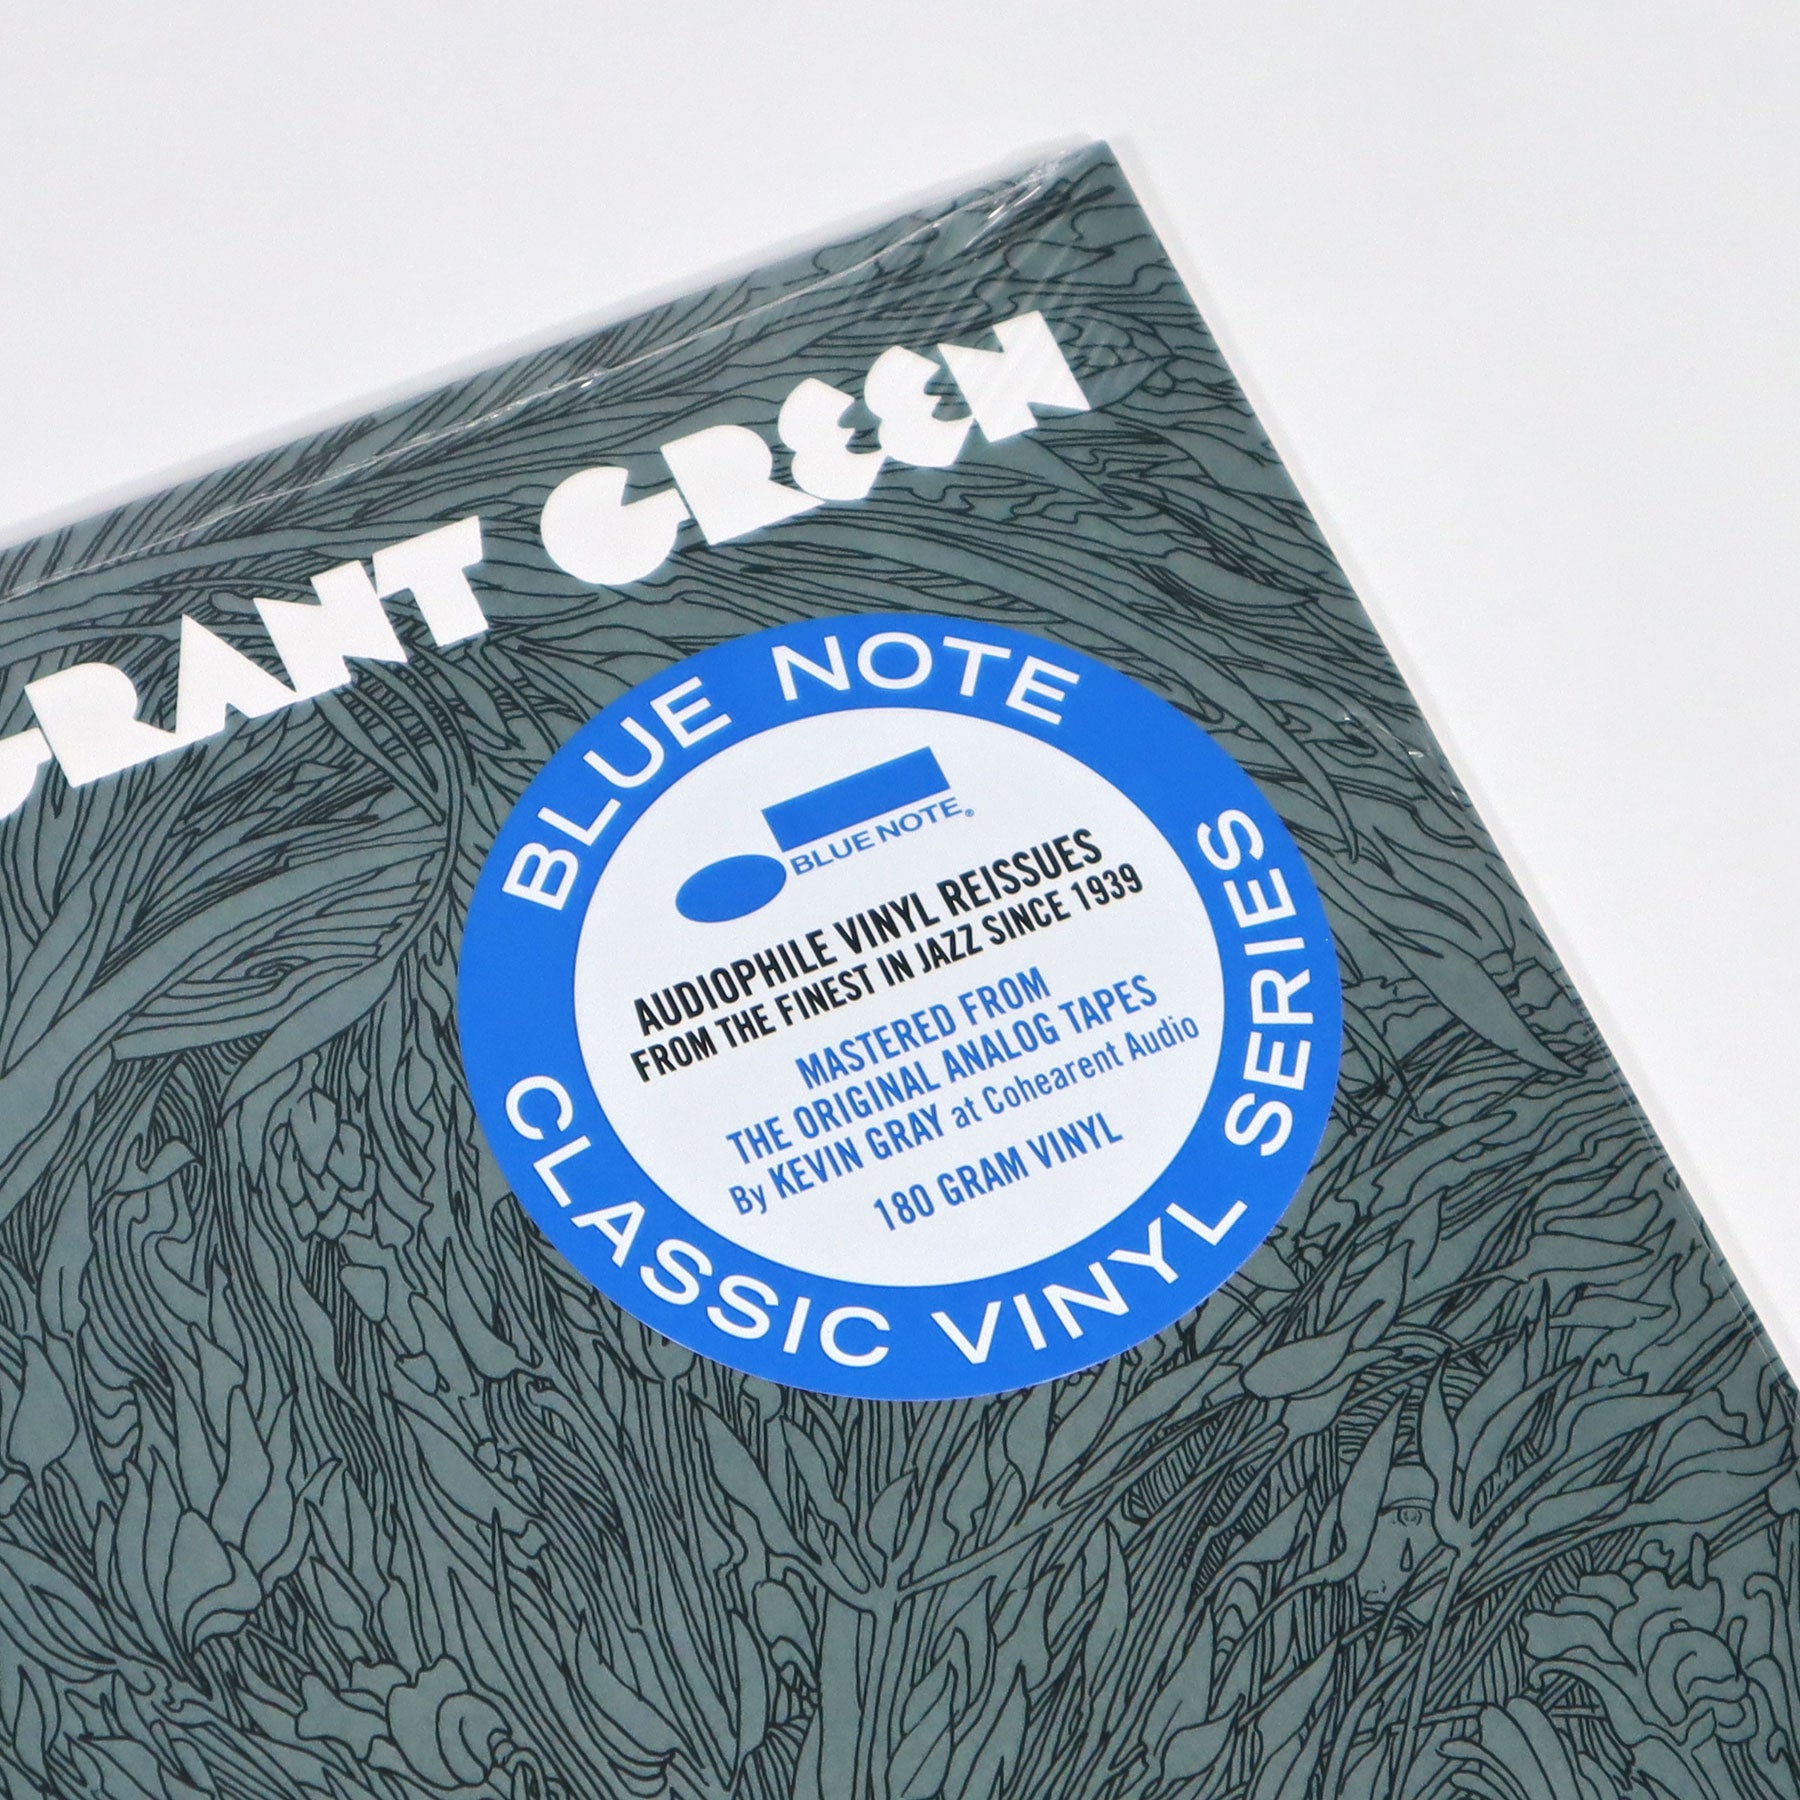 GRANT GREEN
BLUE NOTE
BLUE NOTE®
AUDIOPHILE VINYL REISSUES
FROM THE FINEST IN JAZZ SINCE 1939
MASTERED FROM
THE ORIGINAL ANALOG TAPES
By KEVIN GRAY at Cohearent Audio
180 GRAM VINYL
CLASSIC VINYL SERIES